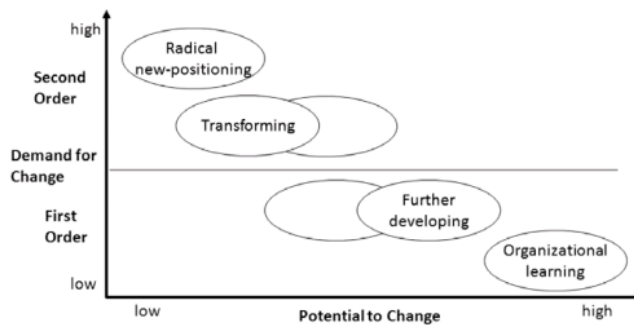 high
Radical
new-positioning
Second
Order
Transforming
Demand for
Change
Further
developing
First
Order
Organizational
learning
low
low
Potential to Change
high